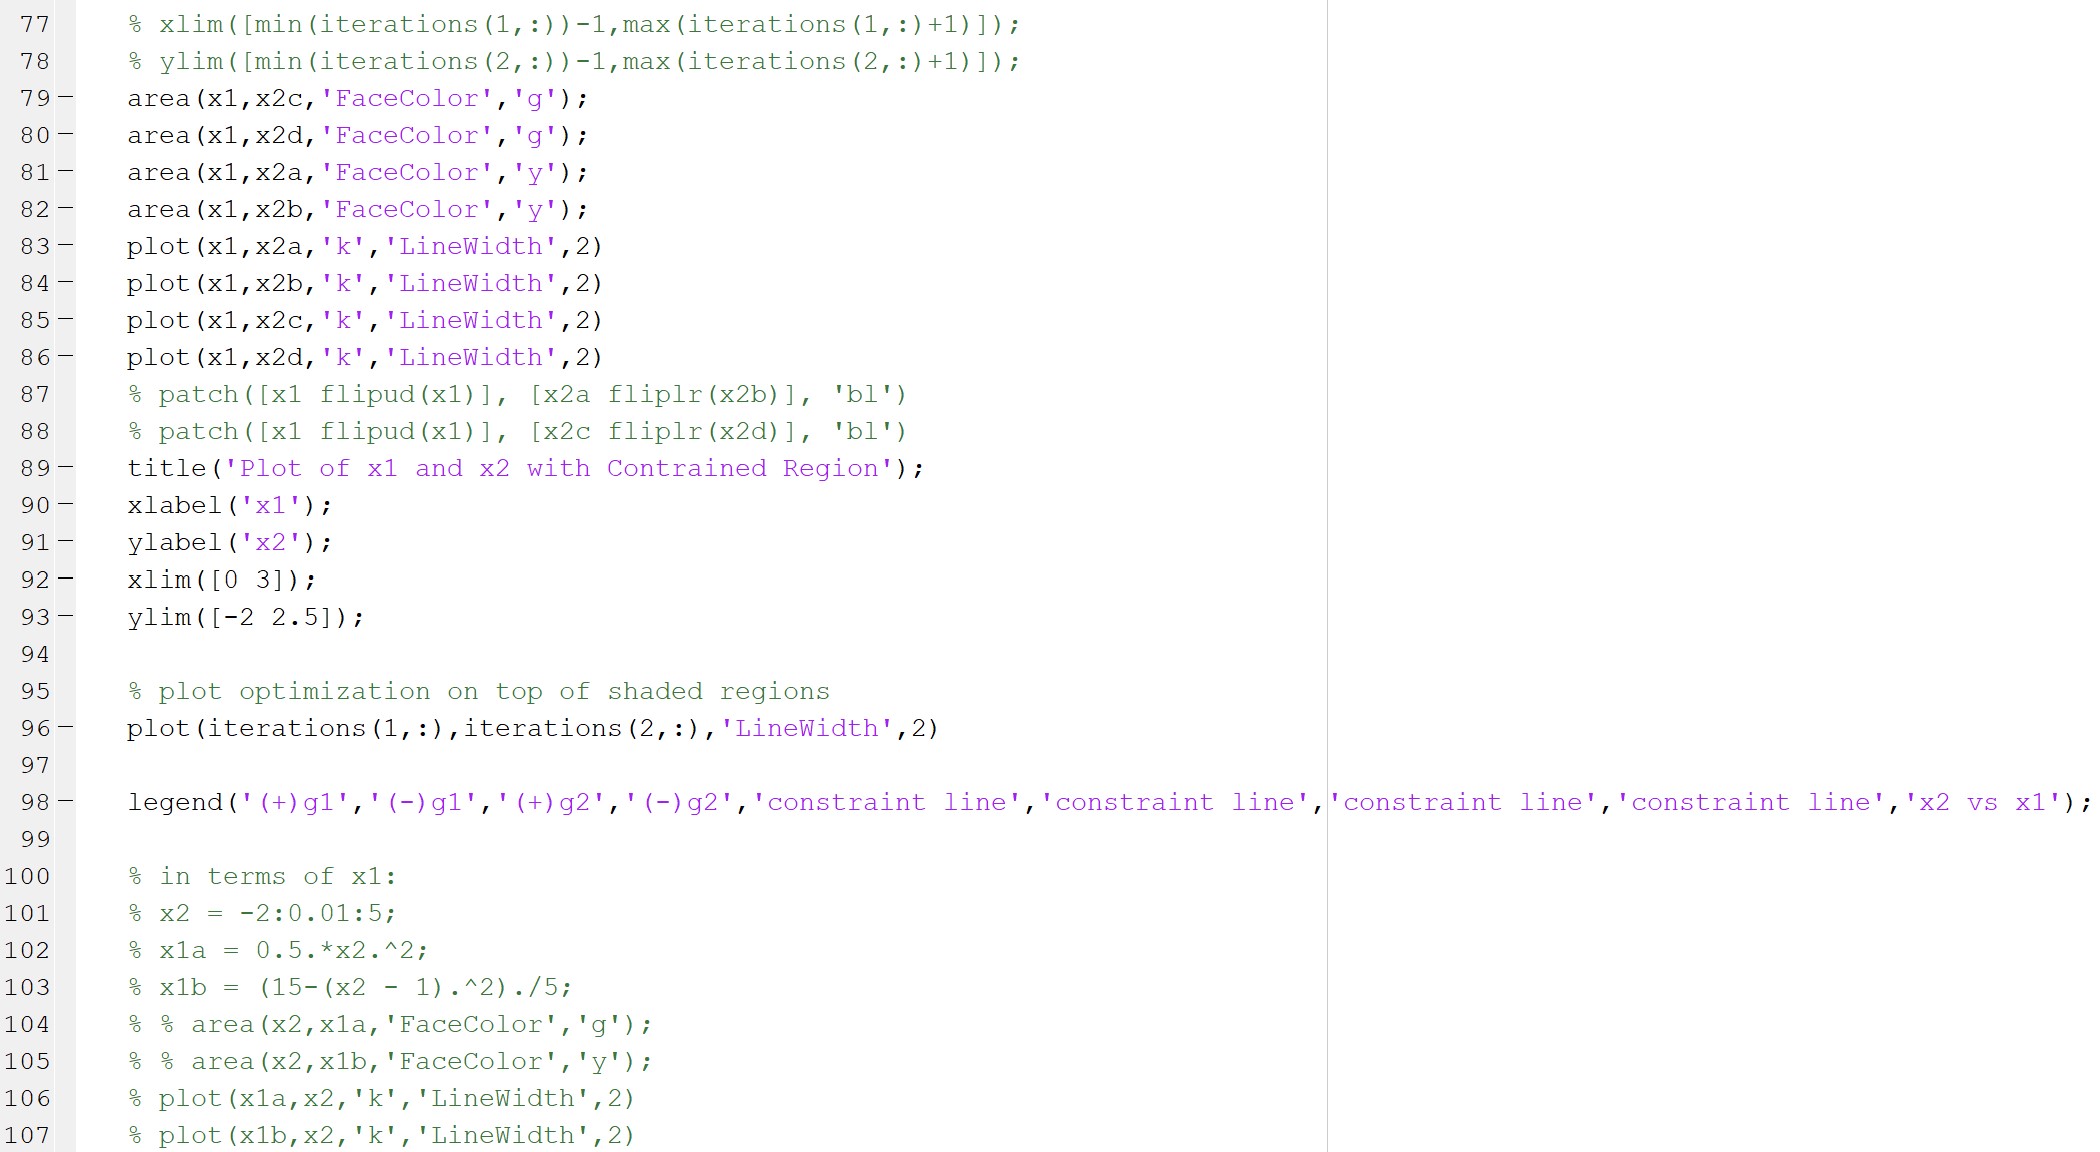 77 % xlim([min(iterations(1,:))-1,max(iterations(1,:)+1)]);
78 % ylim([min(iterations(2,:))-1,max(iterations(2,:)+1)]);
79 – area(x1,x2c,'FaceColor','g');
80 – area(x1,x2d,'FaceColor','g');
81 – area(x1,x2a,'FaceColor','y');
82 – area(x1,x2b,'FaceColor','y');
83 – plot(x1,x2a,'k','LineWidth',2)
84 – plot(x1,x2b,'k','LineWidth',2)
85 – plot(x1,x2c,'k','LineWidth',2)
86 – plot(x1,x2d,'k','LineWidth',2)
87 % patch([x1 flipud(x1)], [x2a fliplr(x2b)], 'bl')
88 % patch([x1 flipud(x1)], [x2c fliplr(x2d)], 'bl')
89 – title('Plot of x1 and x2 with Contrained Region');
90 – xlabel('x1');
91 – ylabel('x2');
92 – xlim([0 3]);
93 – ylim([-2 2.5]);
94
95 % plot optimization on top of shaded regions
96 – plot(iterations(1,:),iterations(2,:),'LineWidth',2)
97
98 – legend('(+)g1','(-)g1','(+)g2','(-)g2','constraint line','constraint line','constraint line','constraint line','x2 vs x1');
99
100 % in terms of x1:
101 % x2 = -2:0.01:5;
102 % x1a = 0.5.*x2.^2;
103 % x1b = (15-(x2 - 1).^2)./5;
104 % % area(x2,x1a,'FaceColor','g');
105 % % area(x2,x1b,'FaceColor','y');
106 % plot(x1a,x2,'k','LineWidth',2)
107 % plot(x1b,x2,'k','LineWidth',2)